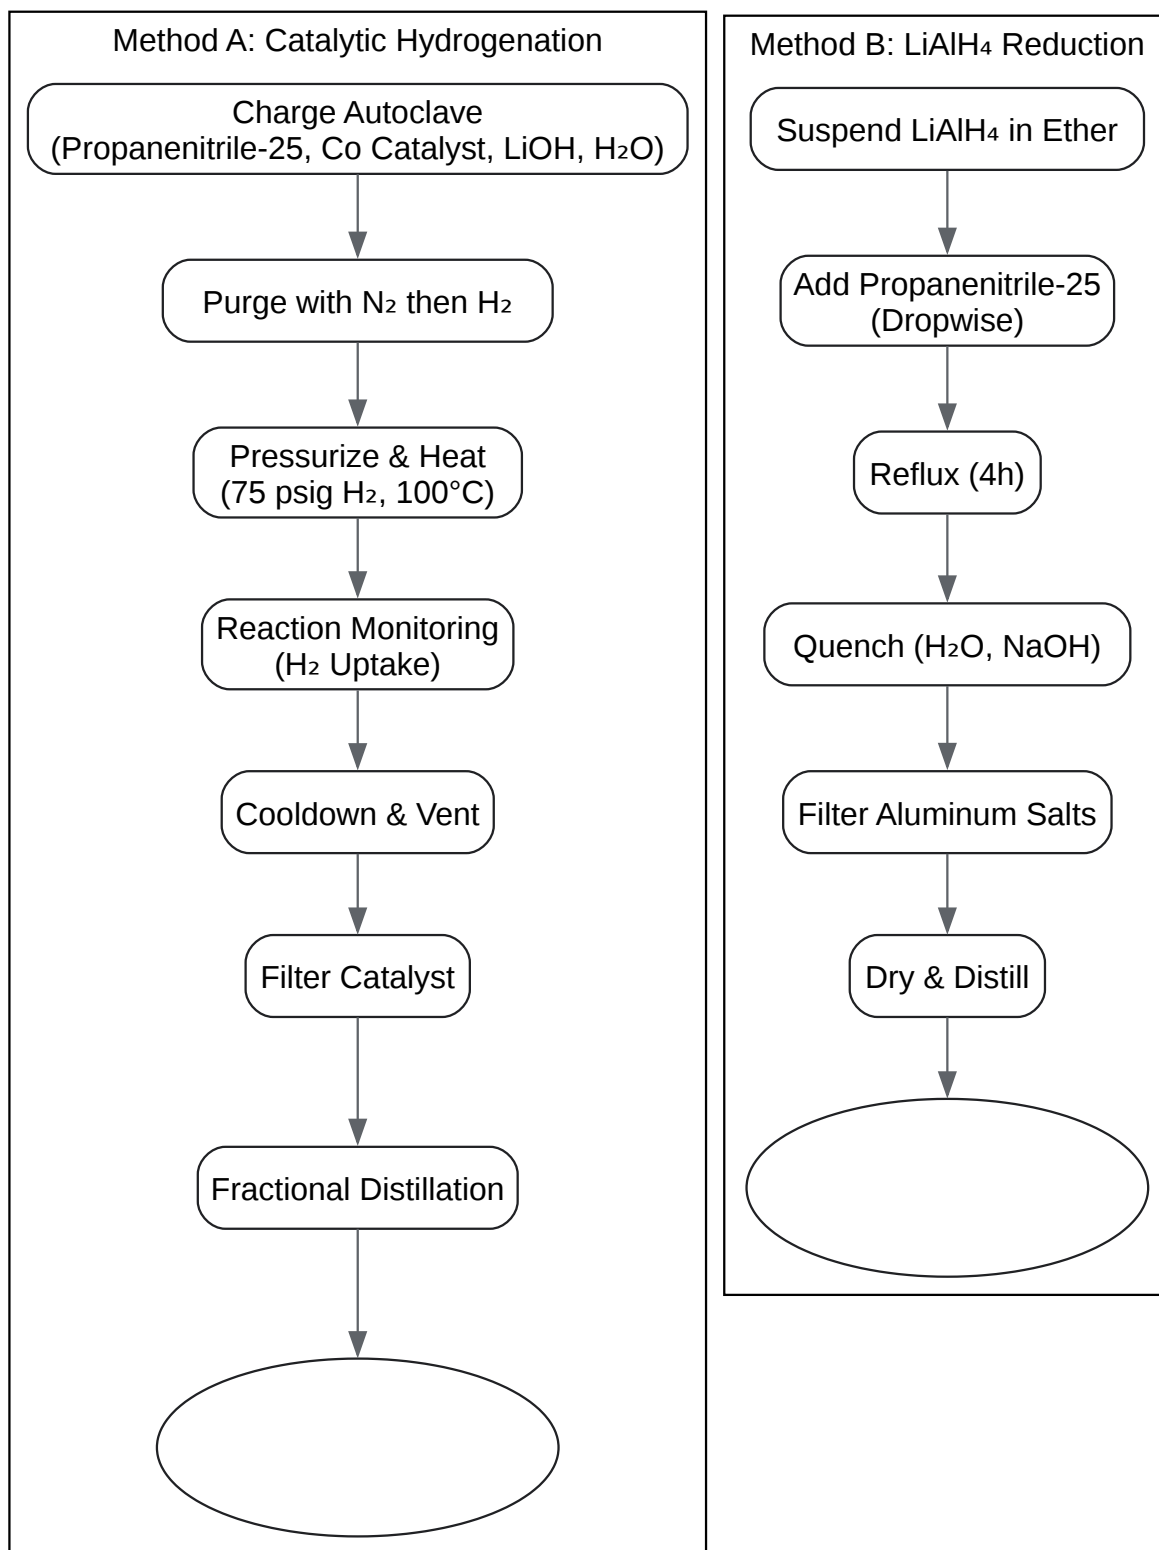 Method A: Catalytic Hydrogenation
Charge Autoclave
(Propanenitrile-25, Co Catalyst, LiOH, H₂O)
Purge with N₂ then H₂
Pressurize & Heat
(75 psig H₂, 100°C)
Reaction Monitoring
(H₂ Uptake)
Cooldown & Vent
Filter Catalyst
Fractional Distillation
Method B: LiAlH₄ Reduction
Suspend LiAlH₄ in Ether
Add Propanenitrile-25
(Dropwise)
Reflux (4h)
Quench (H₂O, NaOH)
Filter Aluminum Salts
Dry & Distill